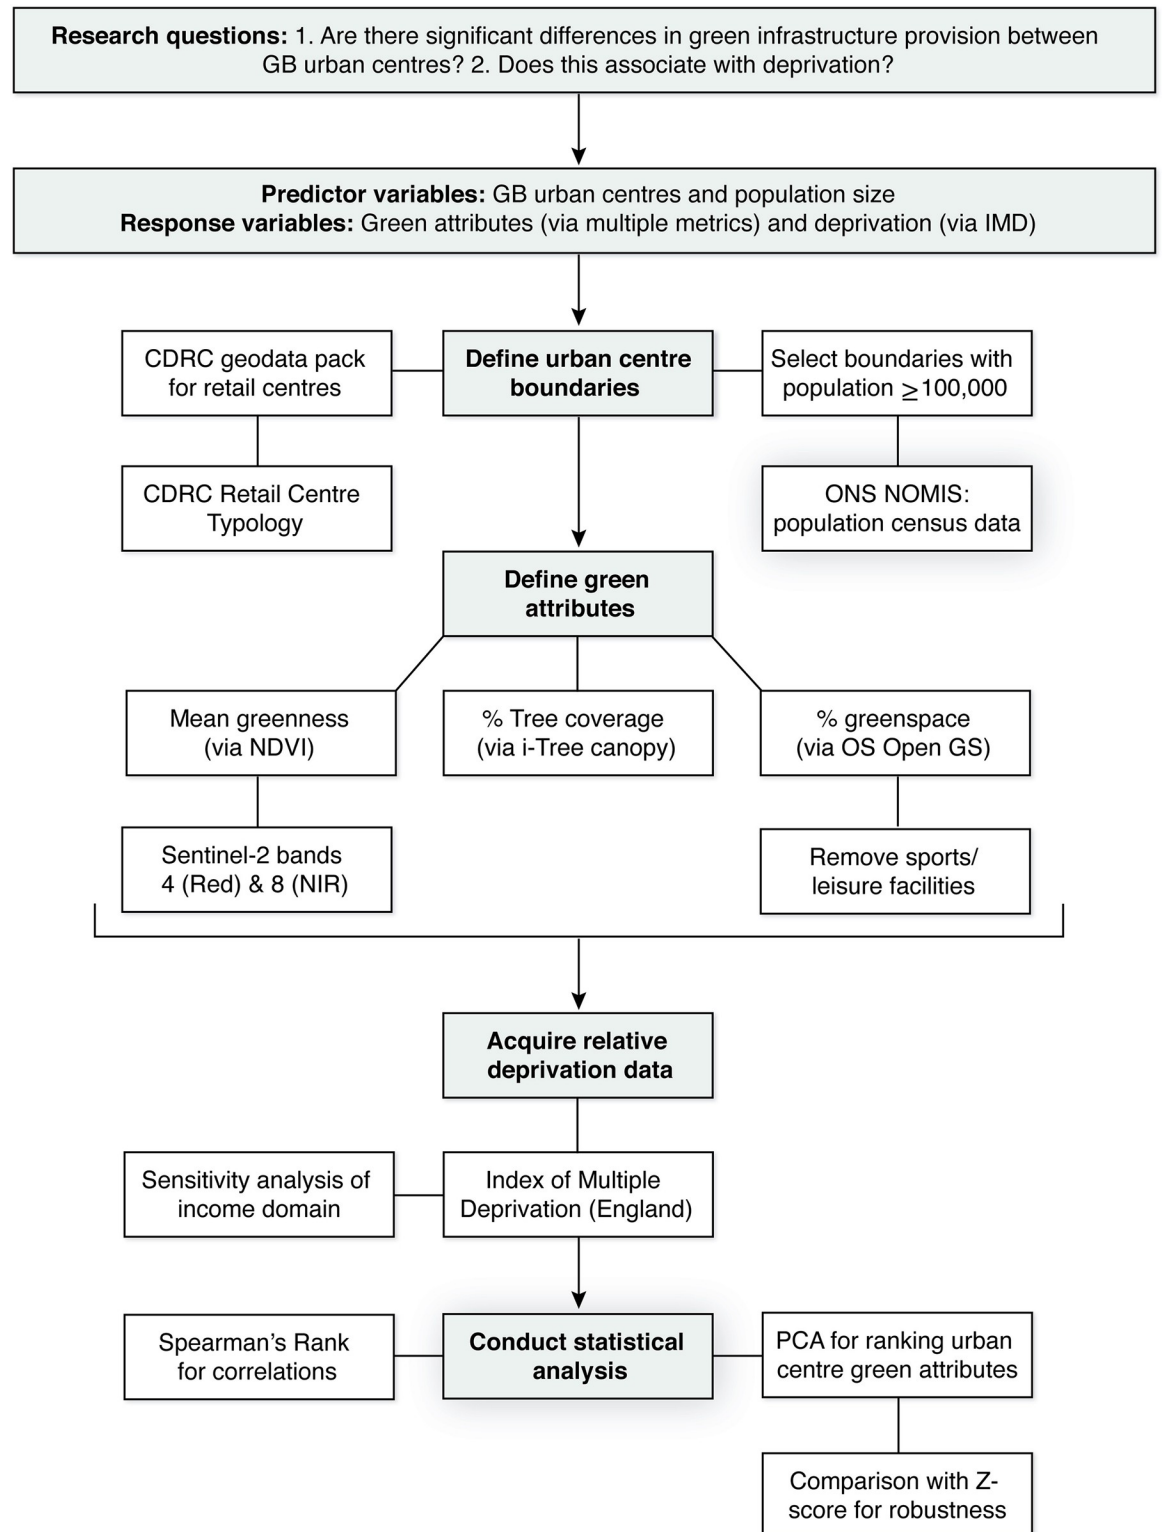 Research questions: 1. Are there significant differences in green infrastructure provision between
GB urban centres? 2. Does this associate with deprivation?
Predictor variables: GB urban centres and population size
Response variables: Green attributes (via multiple metrics) and deprivation (via IMD)
CDRC geodata pack
for retail centres
Define urban centre
boundaries
Select boundaries with
population ≥100,000
CDRC Retail Centre
Typology
ONS NOMIS:
population census data
Define green
attributes
Mean greenness
(via NDVI)
% Tree coverage
(via i-Tree canopy)
% greenspace
(via OS Open GS)
Sentinel-2 bands
4 (Red) & 8 (NIR)
Remove sports/
leisure facilities
Acquire relative
deprivation data
Sensitivity analysis of
income domain
Index of Multiple
Deprivation (England)
Spearman’s Rank
for correlations
Conduct statistical
analysis
PCA for ranking urban
centre green attributes
Comparison with Z-
score for robustness